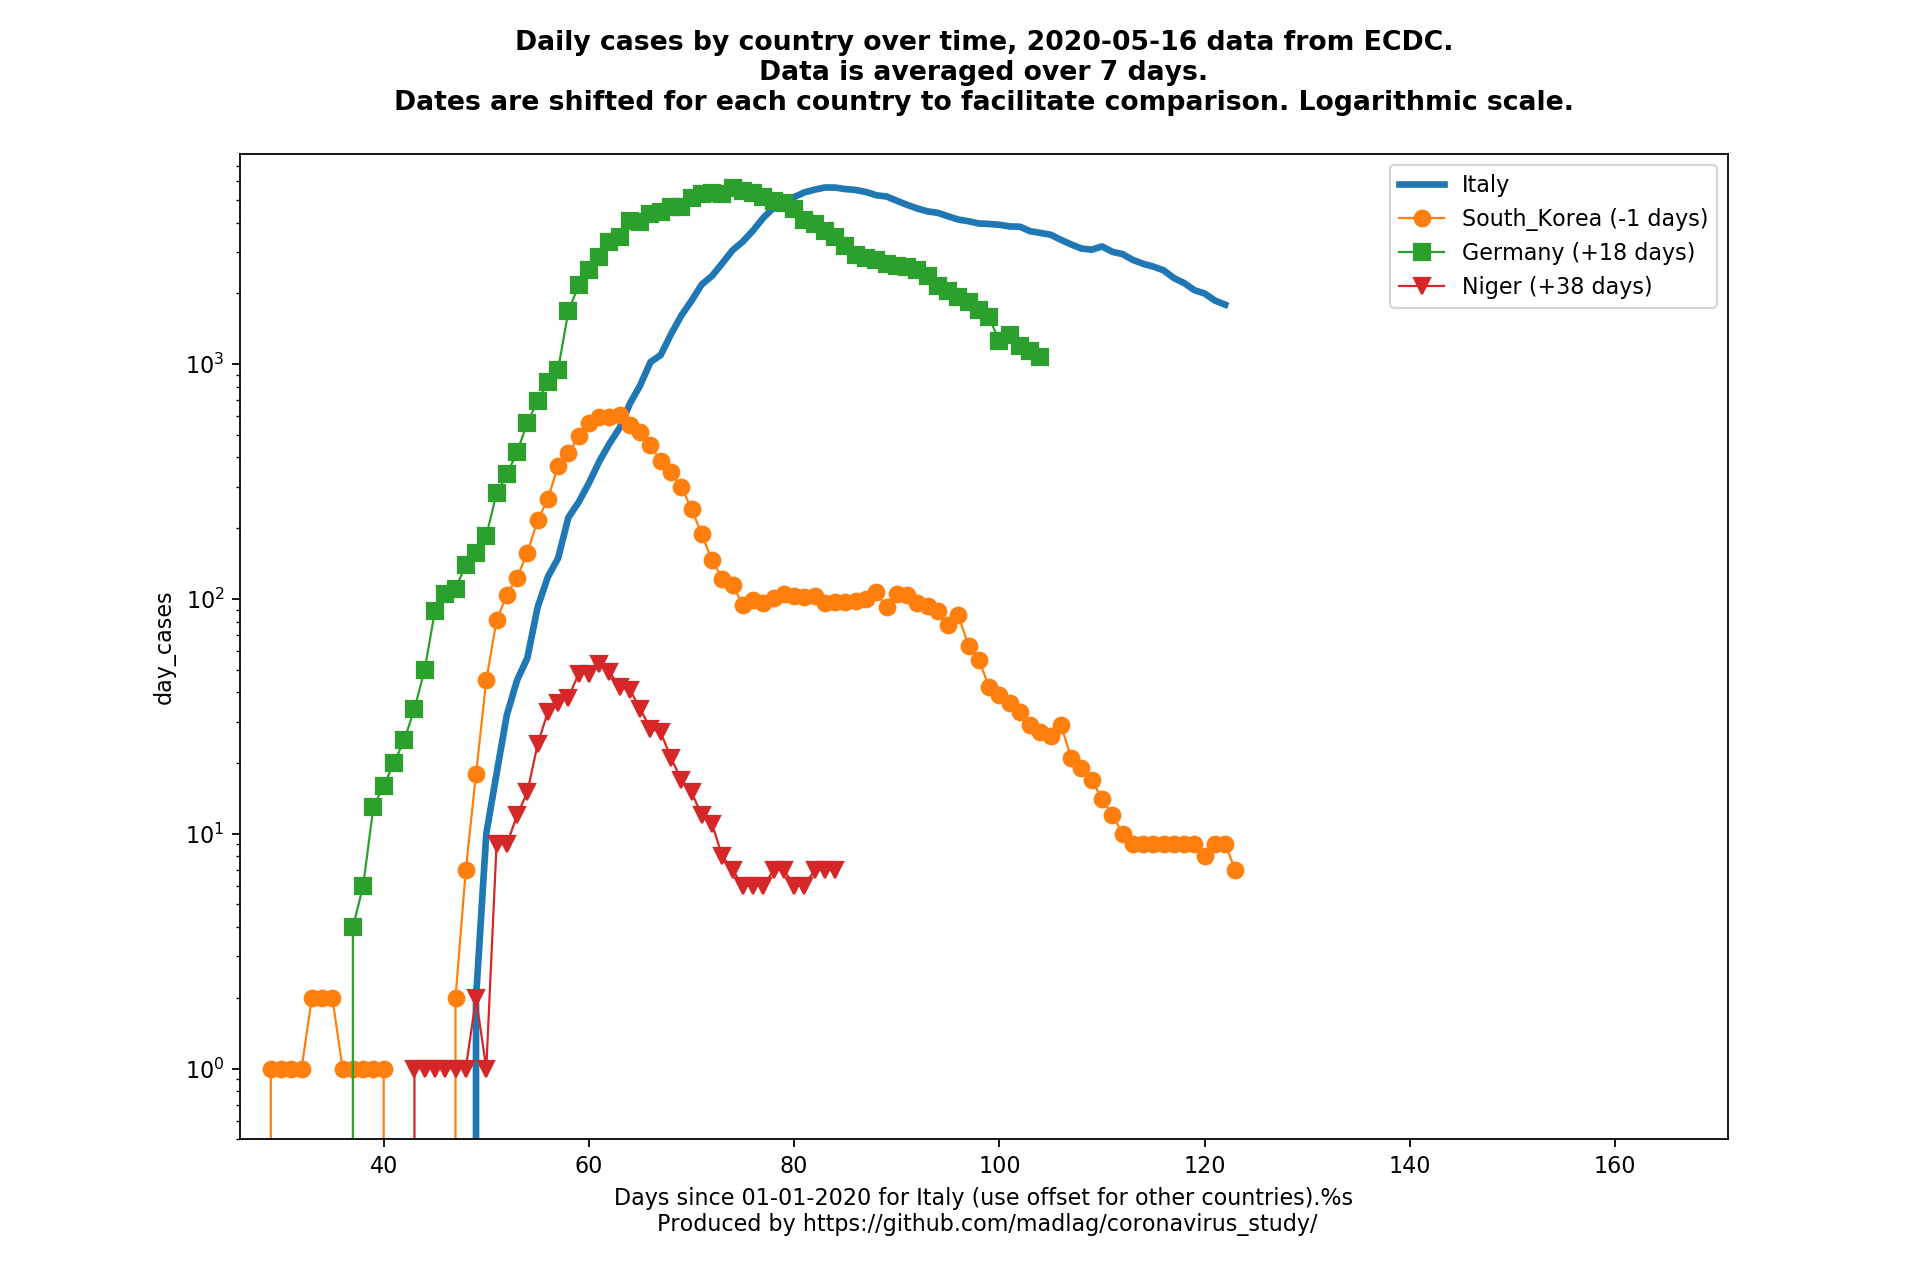 Daily cases by country over time, 2020-05-16 data from ECDC.
Data is averaged over 7 days.
Dates are shifted for each country to facilitate comparison. Logarithmic scale.
Italy
South_Korea (-1 days)
Germany (+18 days)
Niger (+38 days)
day_cases
10³
10²
10¹
10⁰
40 60 80 100 120 140 160
Days since 01-01-2020 for Italy (use offset for other countries).%s
Produced by https://github.com/madlag/coronavirus_study/